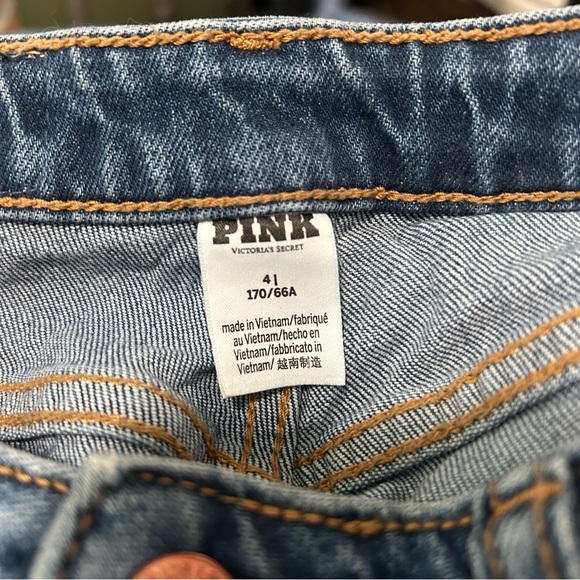 PINK
VICTORIA'S SECRET
4|
170/66A
made in Vietnam/fabriqué
au Vietnam/hecho en
Vietnam/fabbricato in
Vietnam/ 越南制造